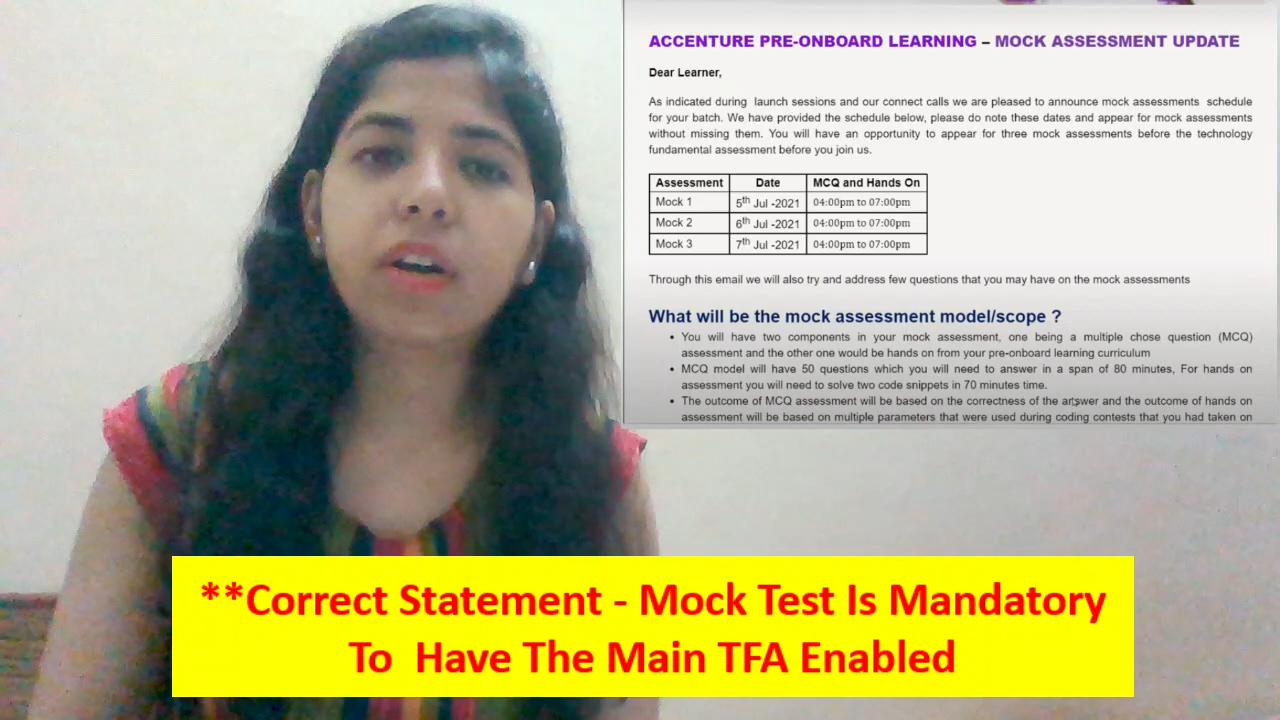 ACCENTURE PRE-ONBOARD LEARNING – MOCK ASSESSMENT UPDATE
Dear Learner,
As indicated during launch sessions and our connect calls we are pleased to announce mock assessments schedule
for your batch. We have provided the schedule below, please do note these dates and appear for mock assessments
without missing them. You will have an opportunity to appear for three mock assessments before the technology
fundamental assessment before you join us.
Assessment Date MCQ and Hands On
Mock 1 5th Jul -2021 04:00pm to 07:00pm
Mock 2 6th Jul -2021 04:00pm to 07:00pm
Mock 3 7th Jul -2021 04:00pm to 07:00pm
Through this email we will also try and address few questions that you may have on the mock assessments
What will be the mock assessment model/scope ?
• You will have two components in your mock assessment, one being a multiple chose question (MCQ)
assessment and the other one would be hands on from your pre-onboard learning curriculum
• MCQ model will have 50 questions which you will need to answer in a span of 80 minutes, For hands on
assessment you will need to solve two code snippets in 70 minutes time.
• The outcome of MCQ assessment will be based on the correctness of the answer and the outcome of hands on
assessment will be based on multiple parameters that were used during coding contests that you had taken on
**Correct Statement - Mock Test Is Mandatory
To Have The Main TFA Enabled